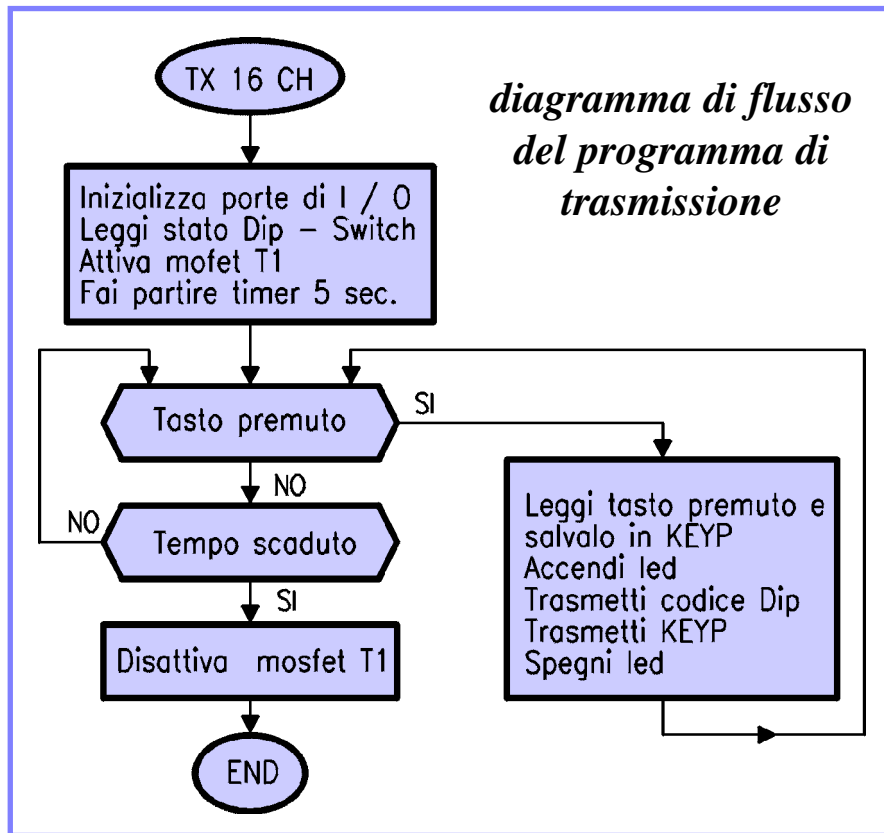 TX 16 CH
diagramma di flusso
del programma di
trasmissione
Inizializza porte di I / O
Leggi stato Dip - Switch
Attiva mofet T1
Fai partire timer 5 sec.
Tasto premuto
SI
NO
NO
Tempo scaduto
SI
Leggi tasto premuto e
salvalo in KEYP
Accendi led
Trasmetti codice Dip
Trasmetti KEYP
Spegni led
Disattiva mosfet T1
END